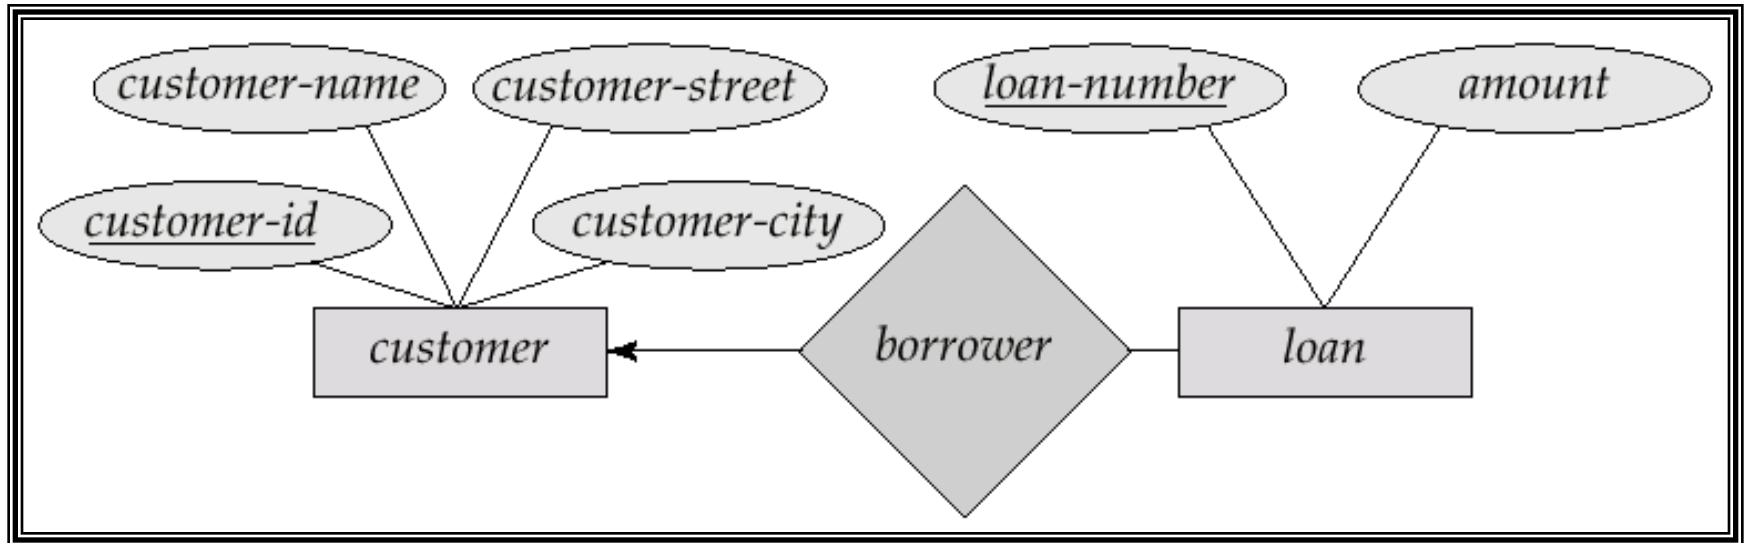 customer-name
customer-street
loan-number
amount
customer-id
customer-city
customer
borrower
loan